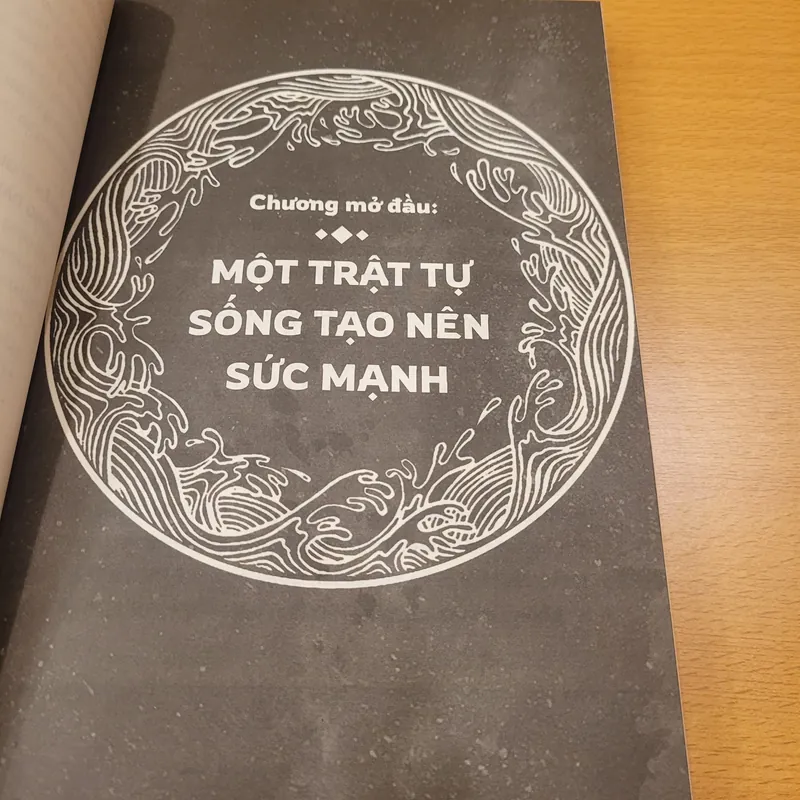 Chương mở đầu:
MỘT TRẬT TỰ
SỐNG TẠO NÊN
SỨC MẠNH